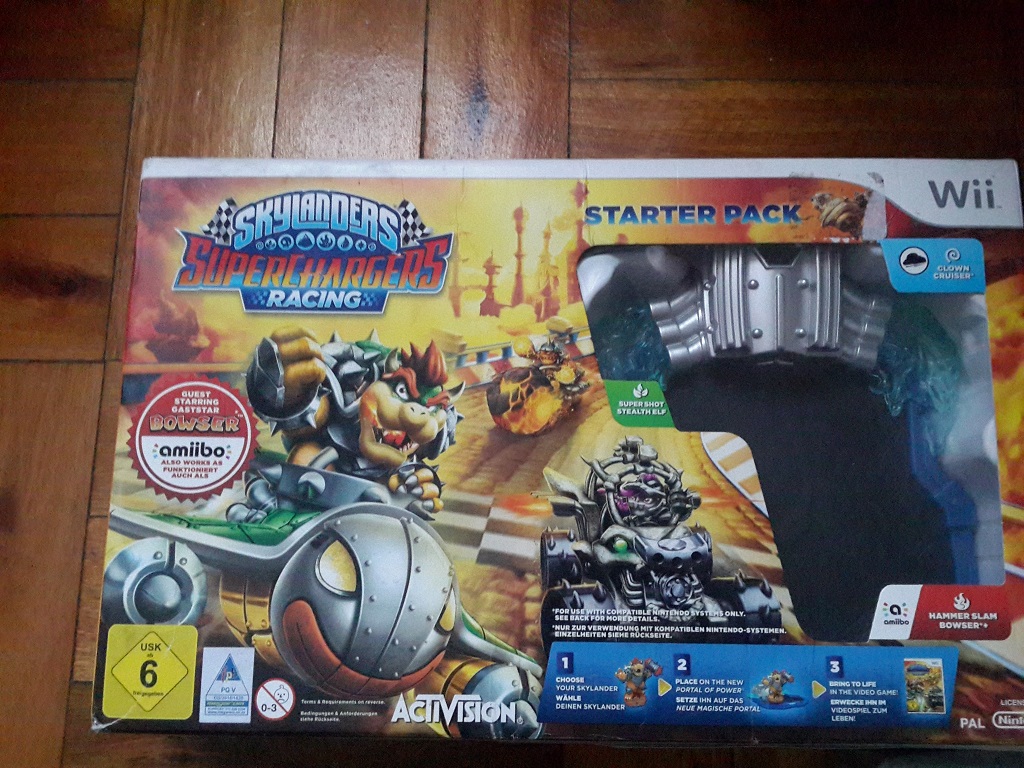 Wii
STARTER PACK
SKYLANDERS
SUPERCHARGERS
RACING
CLOWN
CRUISER
SUPER SHOT
STEALTH ELF
GUEST
STARRING
GASTSTAR
BOWSER
amiibo
ALSO WORKS AS
FUNKTIONIERT
AUCH ALS
amiibo
HAMMER SLAM
BOWSER*+
*FOR USE WITH COMPATIBLE NINTENDO SYSTEMS ONLY.
SEE BACK FOR MORE DETAILS.
*NUR ZUR VERWENDUNG MIT KOMPATIBLEN NINTENDO-SYSTEMEN.
EINZELHEITEN SIEHE RÜCKSEITE.
USK
ab
6
freigegeben
PG V
0-3
Terms & Requirements on reverse.
Bedingungen & Anforderungen
siehe Rückseite.
ACTIVISION
1
CHOOSE
YOUR SKYLANDER
WÄHLE
DEINEN SKYLANDER
2
PLACE ON THE NEW
PORTAL OF POWER
SETZE IHN AUF DAS
NEUE MAGISCHE PORTAL
3
BRING TO LIFE
IN THE VIDEO GAME!
ERWECKE IHN IM
VIDEOSPIEL ZUM
LEBEN!
PAL